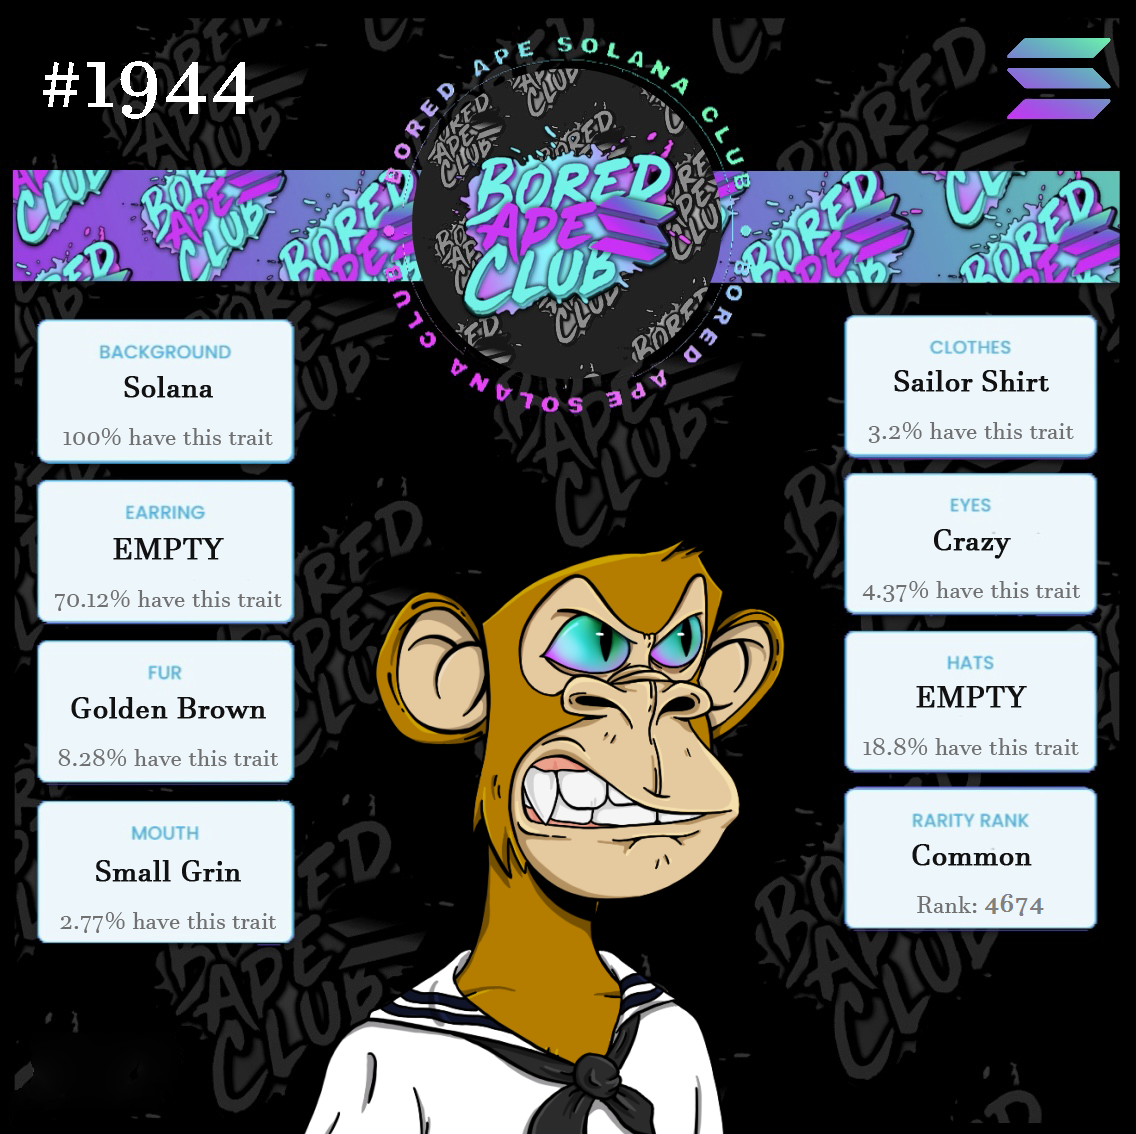 #1944
BORED APE SOLANA CLUB
BORED APE SOLANA CLUB
BORED
APE
CLUB
BACKGROUND
Solana
100% have this trait
EARRING
EMPTY
70.12% have this trait
FUR
Golden Brown
8.28% have this trait
MOUTH
Small Grin
2.77% have this trait
CLOTHES
Sailor Shirt
3.2% have this trait
EYES
Crazy
4.37% have this trait
HATS
EMPTY
18.8% have this trait
RARITY RANK
Common
Rank: 4674